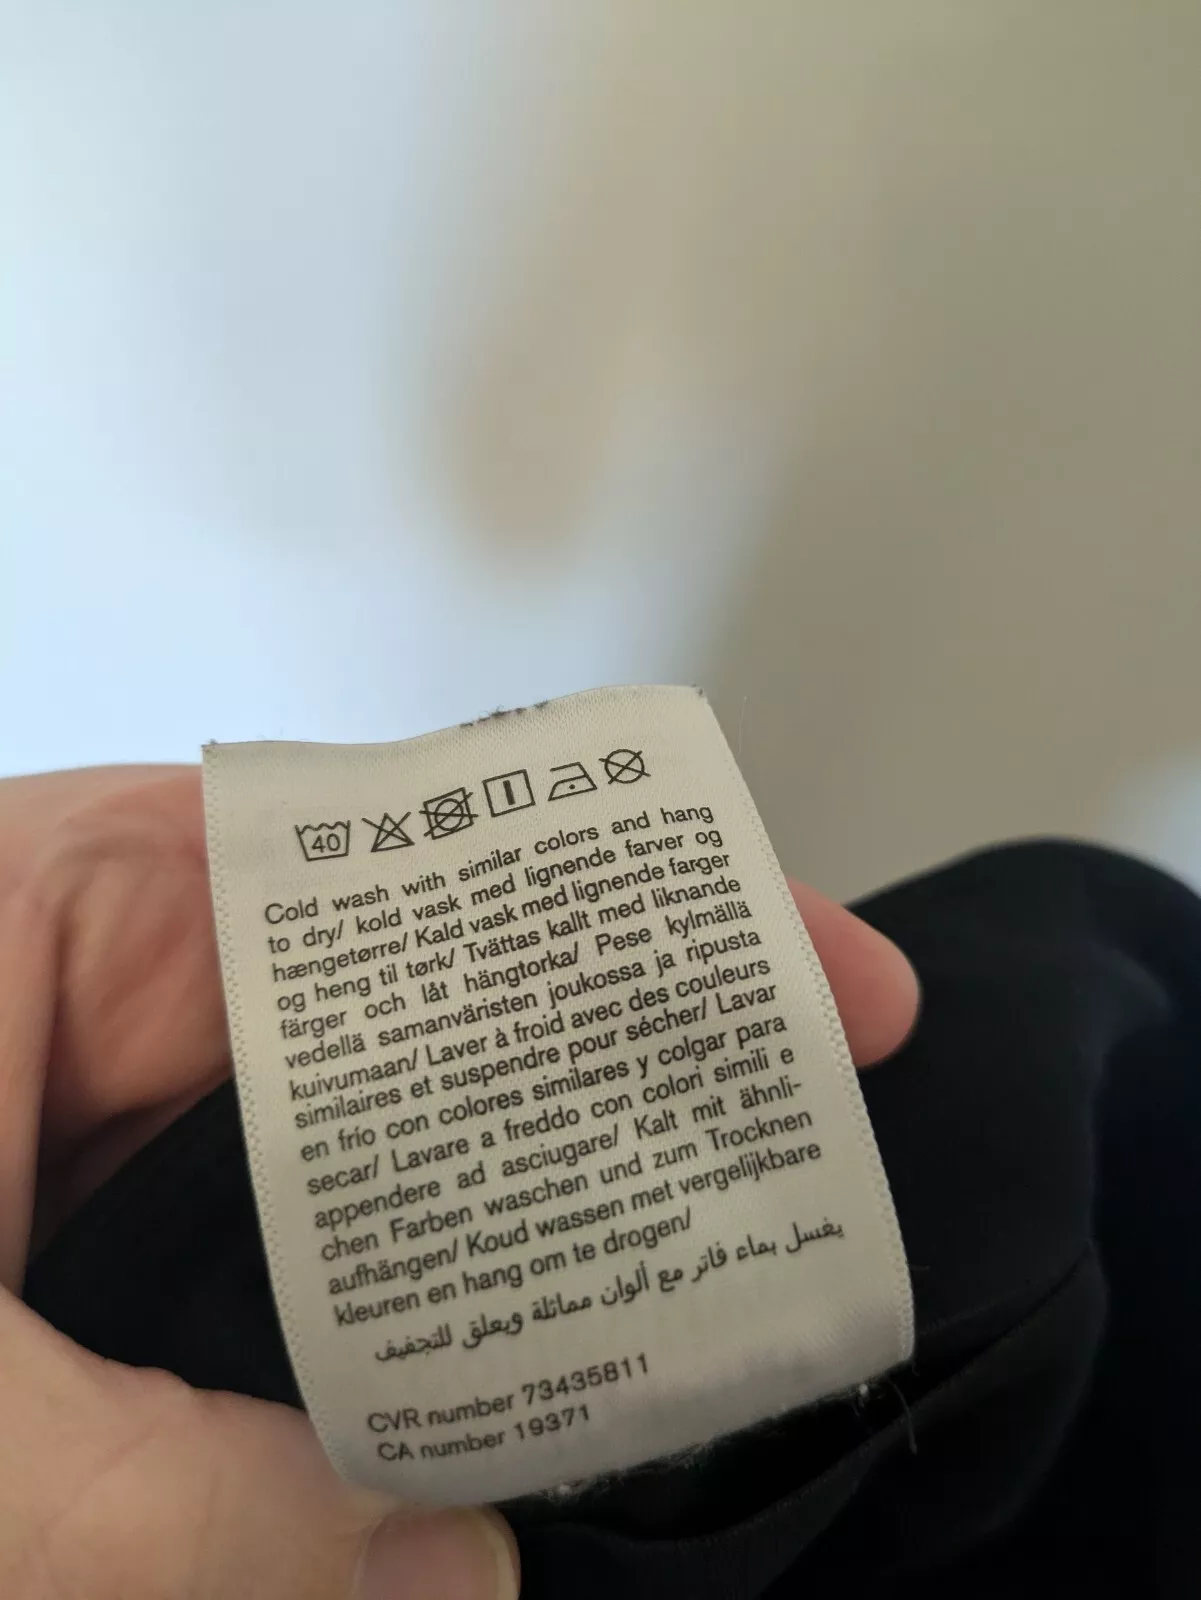 40
Cold wash with similar colors and hang
to dry/ kold vask med lignende farver og
hængetørre/ Kald vask med lignende farger
og heng til tørk/ Tvättas kallt med liknande
färger och låt hängtorka/ Pese kylmällä
vedellä samanväristen joukossa ja ripusta
kuivumaan/ Laver à froid avec des couleurs
similaires et suspendre pour sécher/ Lavar
en frío con colores similares y colgar para
secar/ Lavare a freddo con colori simili e
appendere ad asciugare/ Kalt mit ähnli-
chen Farben waschen und zum Trocknen
aufhängen/ Koud wassen met vergelijkbare
kleuren en hang om te drogen/
يغسل بماء فاتر مع ألوان مماثلة ويعلق للتجفيف
CVR number 73435811
CA number 19371